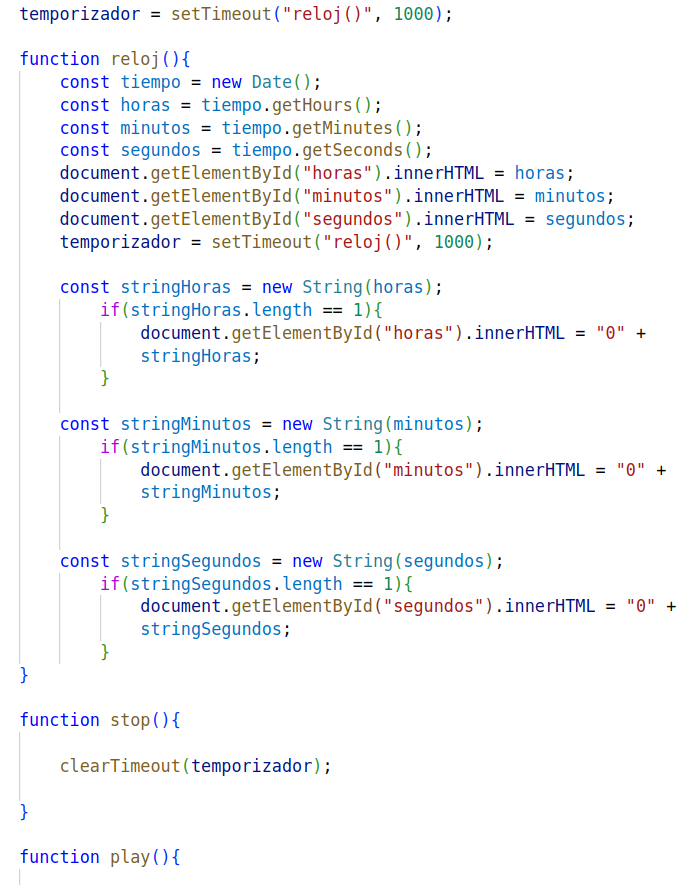 temporizador = setTimeout("reloj()", 1000);

function reloj(){
    const tiempo = new Date();
    const horas = tiempo.getHours();
    const minutos = tiempo.getMinutes();
    const segundos = tiempo.getSeconds();
    document.getElementById("horas").innerHTML = horas;
    document.getElementById("minutos").innerHTML = minutos;
    document.getElementById("segundos").innerHTML = segundos;
    temporizador = setTimeout("reloj()", 1000);

    const stringHoras = new String(horas);
        if(stringHoras.length == 1){
            document.getElementById("horas").innerHTML = "0" +
            stringHoras;
        }

    const stringMinutos = new String(minutos);
        if(stringMinutos.length == 1){
            document.getElementById("minutos").innerHTML = "0" +
            stringMinutos;
        }

    const stringSegundos = new String(segundos);
        if(stringSegundos.length == 1){
            document.getElementById("segundos").innerHTML = "0" +
            stringSegundos;
        }
}

function stop(){

    clearTimeout(temporizador);

}

function play(){